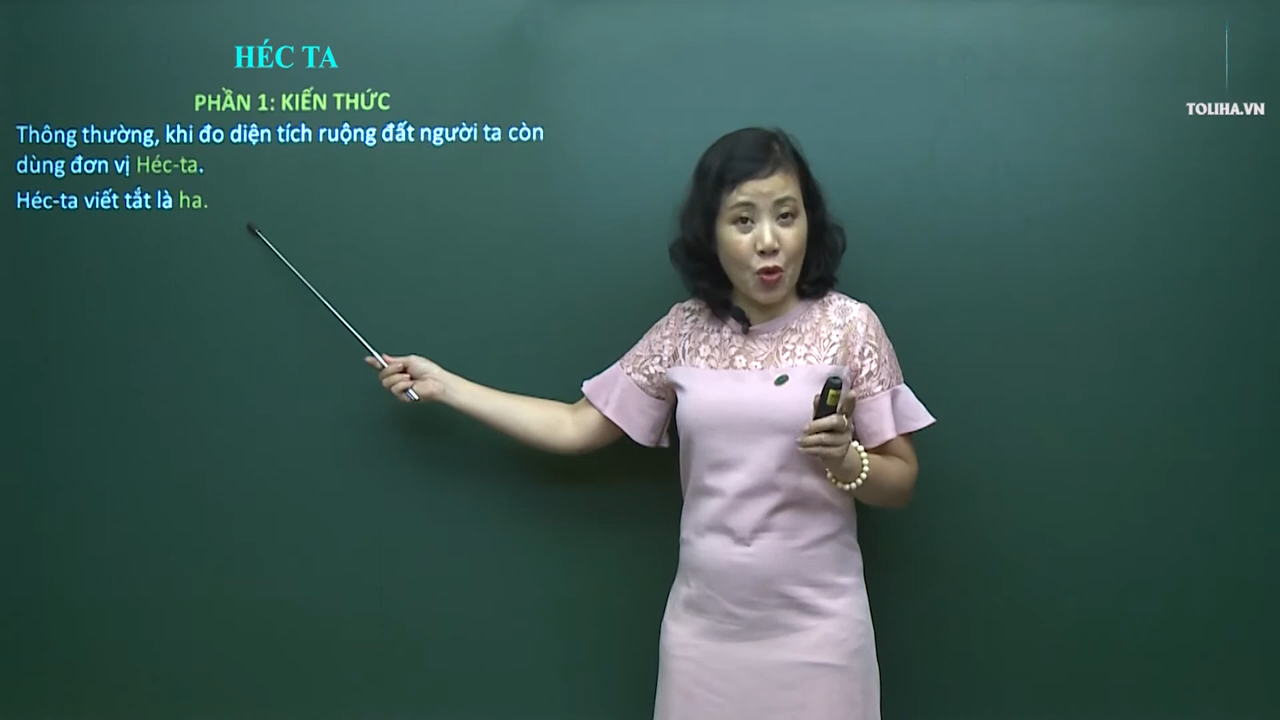 HÉC TA
TOLIHA.VN
PHẦN 1: KIẾN THỨC
Thông thường, khi đo diện tích ruộng đất người ta còn
dùng đơn vị Héc-ta.
Héc-ta viết tắt là ha.